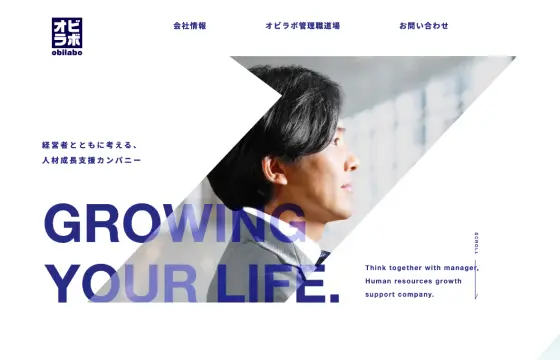 オビ
ラボ
obilabo
会社情報
オビラボ管理職道場
お問い合わせ
経営者とともに考える、
人材成長支援カンパニー
GROWING
YOUR LIFE.
Think together with manager,
Human resources growth
support company.
SCROLL